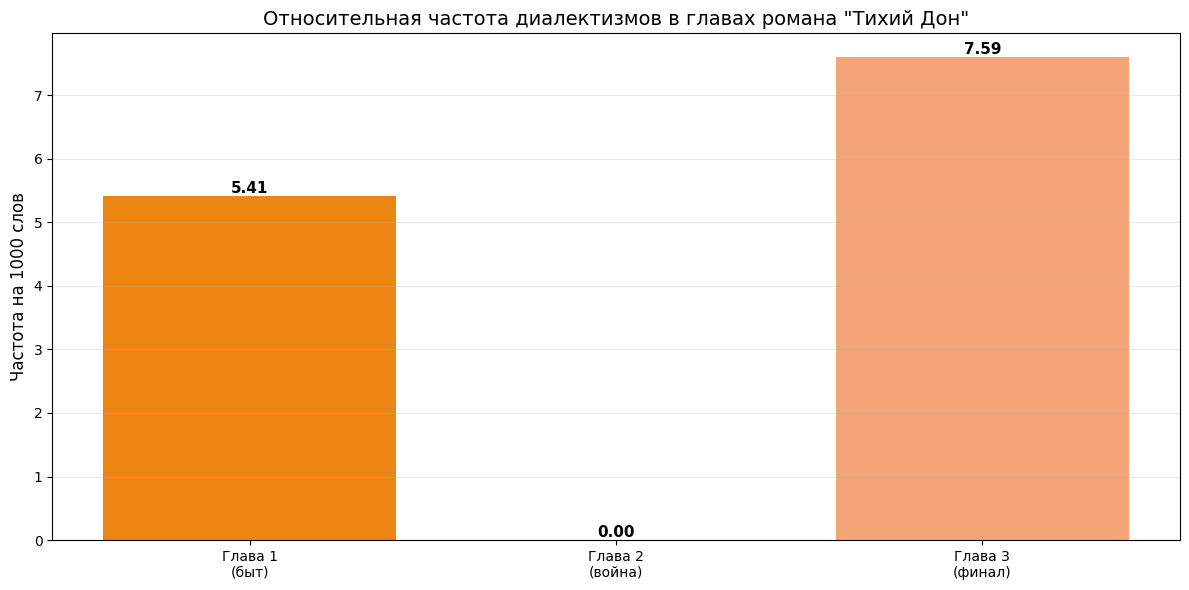 Относительная частота диалектизмов в главах романа "Тихий Дон"
Частота на 1000 слов
7
6
5
4
3
2
1
0
5.41
0.00
7.59
Глава 1
(быт)
Глава 2
(война)
Глава 3
(финал)